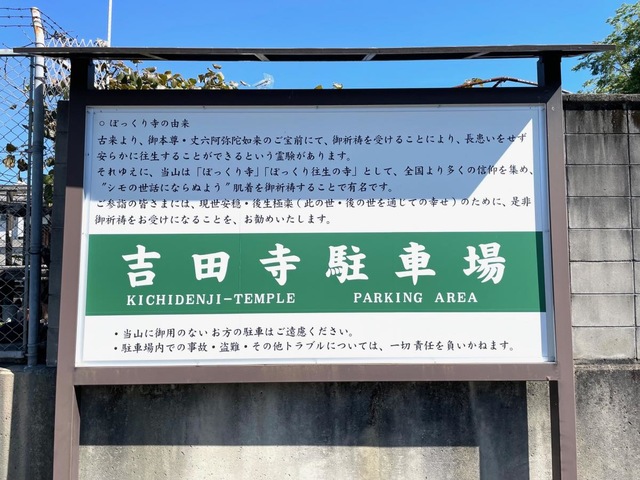 ○ ぽっくり寺の由来
古来より、御本尊・丈六阿弥陀如来のご宝前にて、御祈祷を受けることにより、長患いをせず
安らかに往生することができるという霊験があります。
それゆえに、当山は「ぽっくり寺」「ぽっくり往生の寺」として、全国より多くの信仰を集め、
"シモの世話にならぬよう"肌着を御祈祷することで有名です。
ご参詣の皆さまには、現世安穏・後生極楽(此の世・後の世を通じての幸せ)のために、是非
御祈祷をお受けになることを、お勧めいたします。
吉田寺駐車場
KICHIDENJI-TEMPLE PARKING AREA
・当山に御用のないお方の駐車はご遠慮ください。
・駐車場内での事故・盗難・その他トラブルについては、一切責任を負いかねます。